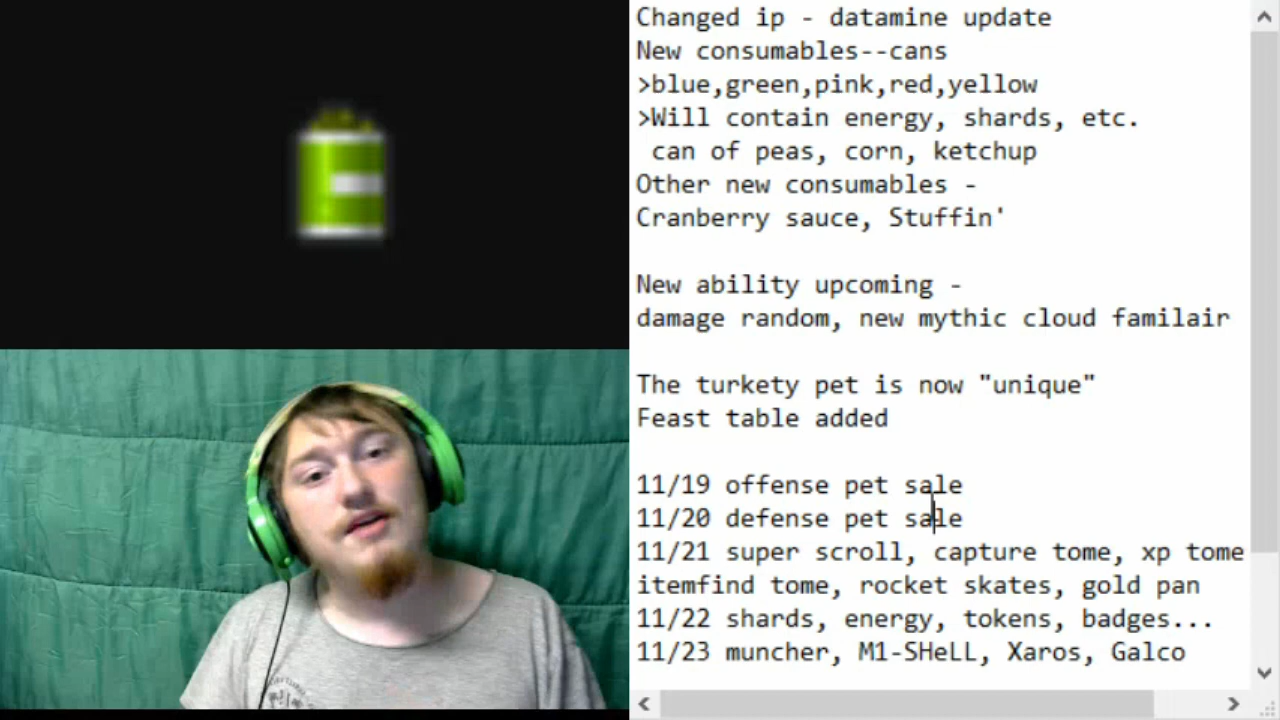 Changed ip - datamine update
New consumables--cans
>blue,green,pink,red,yellow
>Will contain energy, shards, etc.
can of peas, corn, ketchup
Other new consumables -
Cranberry sauce, Stuffin'
New ability upcoming -
damage random, new mythic cloud familair
The turkety pet is now "unique"
Feast table added
11/19 offense pet sale
11/20 defense pet sale
11/21 super scroll, capture tome, xp tome
itemfind tome, rocket skates, gold pan
11/22 shards, energy, tokens, badges...
11/23 muncher, M1-SHeLL, Xaros, Galco